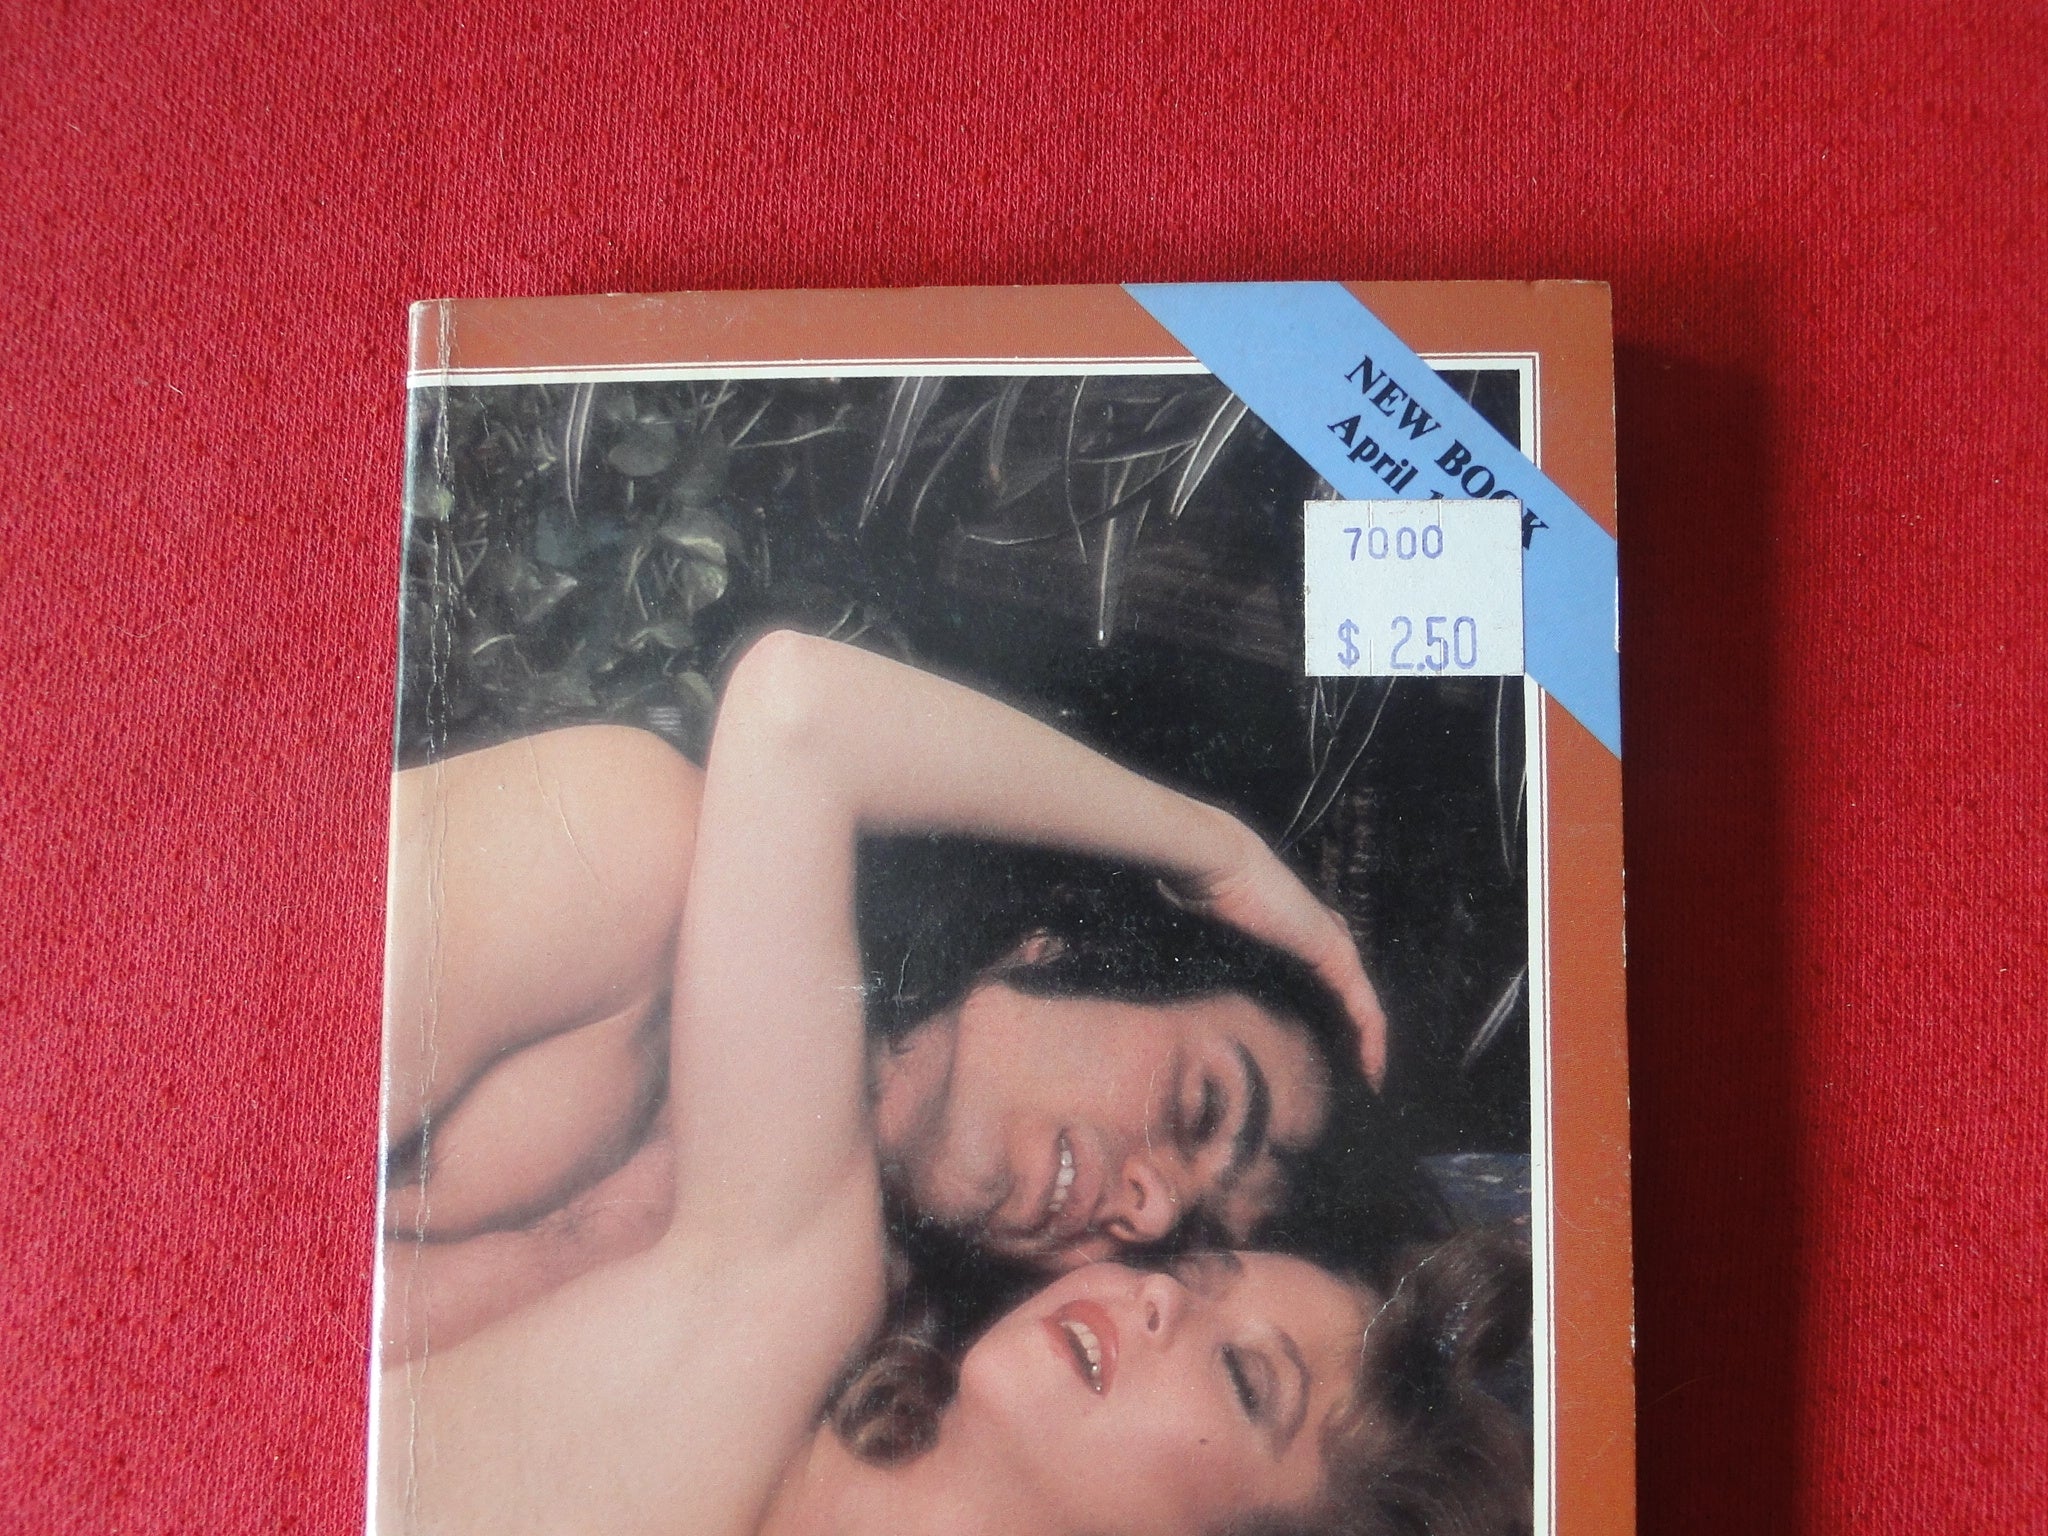 NEW BOOK
April
7000
$ 2.50